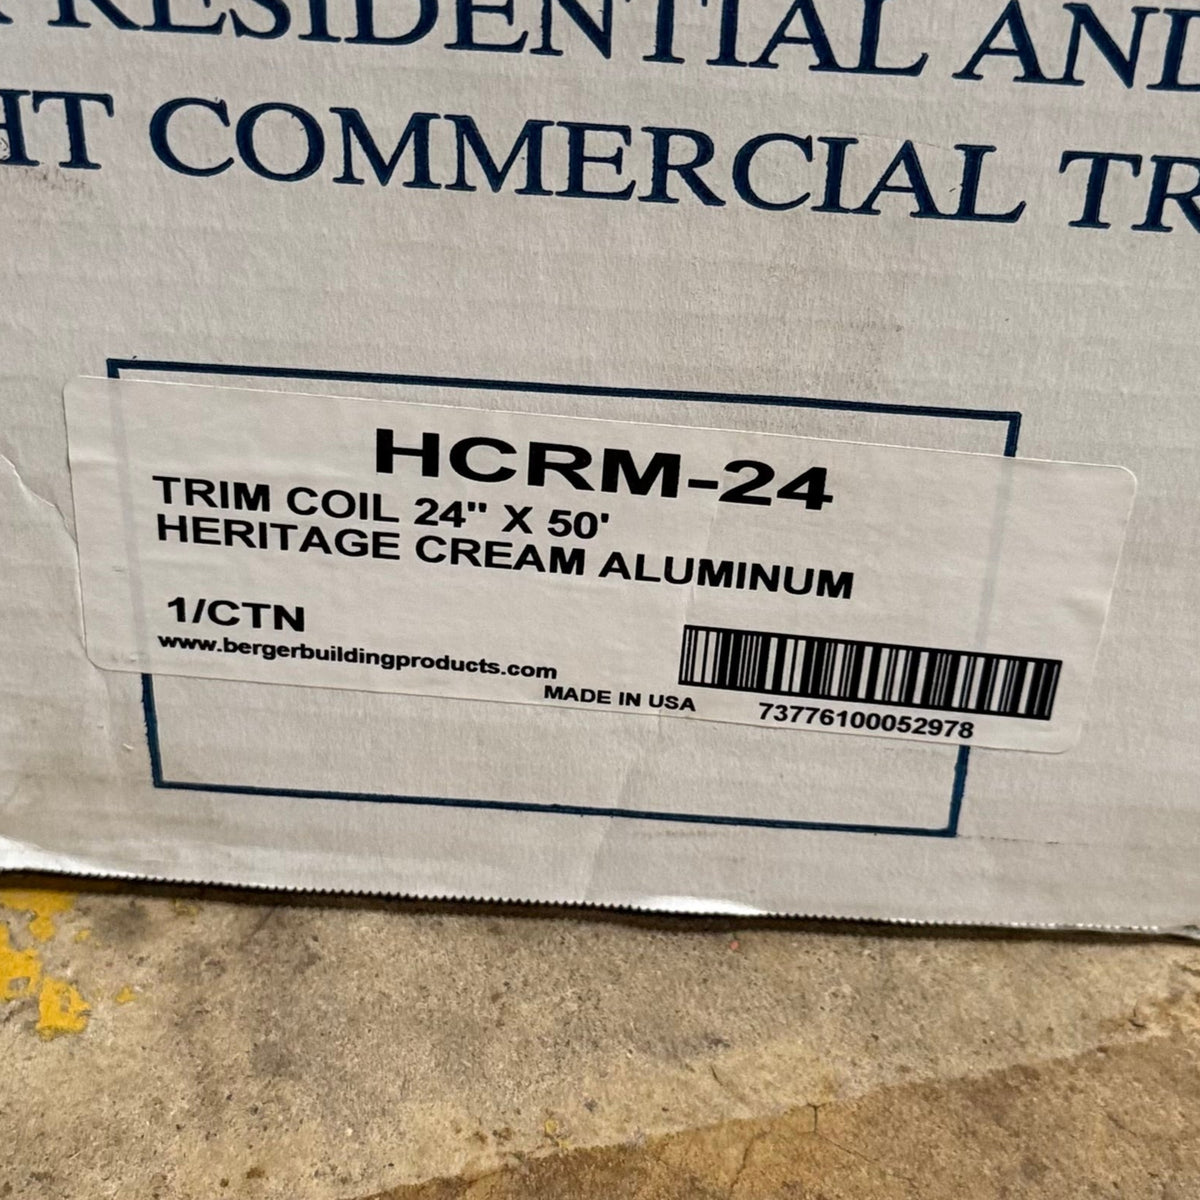 RESIDENTIAL AND
HT COMMERCIAL TR
HCRM-24
TRIM COIL 24" X 50'
HERITAGE CREAM ALUMINUM
1/CTN
www.bergerbuildingproducts.com
MADE IN USA
73776100052978